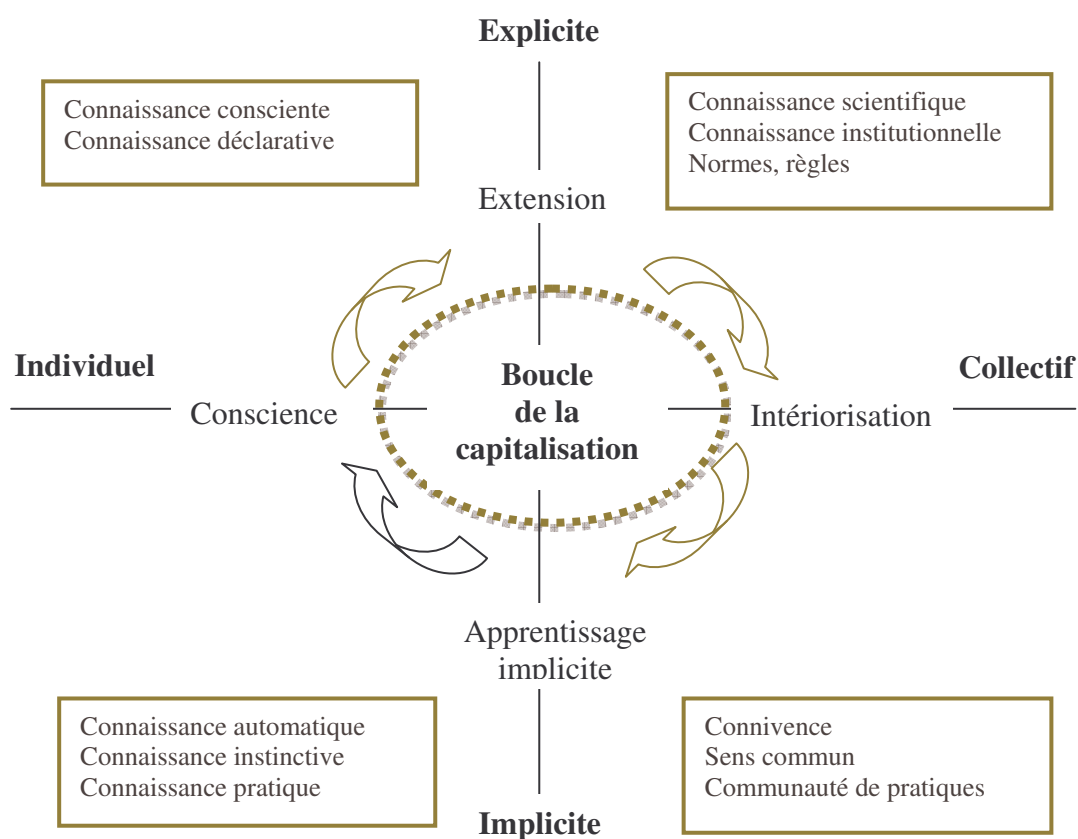 Explicite
Connaissance consciente
Connaissance déclarative
Connaissance scientifique
Connaissance institutionnelle
Normes, règles
Extension
Individuel
Collectif
Boucle
de la
capitalisation
Conscience
Intériorisation
Apprentissage
implicite
Connaissance automatique
Connaissance instinctive
Connaissance pratique
Connivence
Sens commun
Communauté de pratiques
Implicite